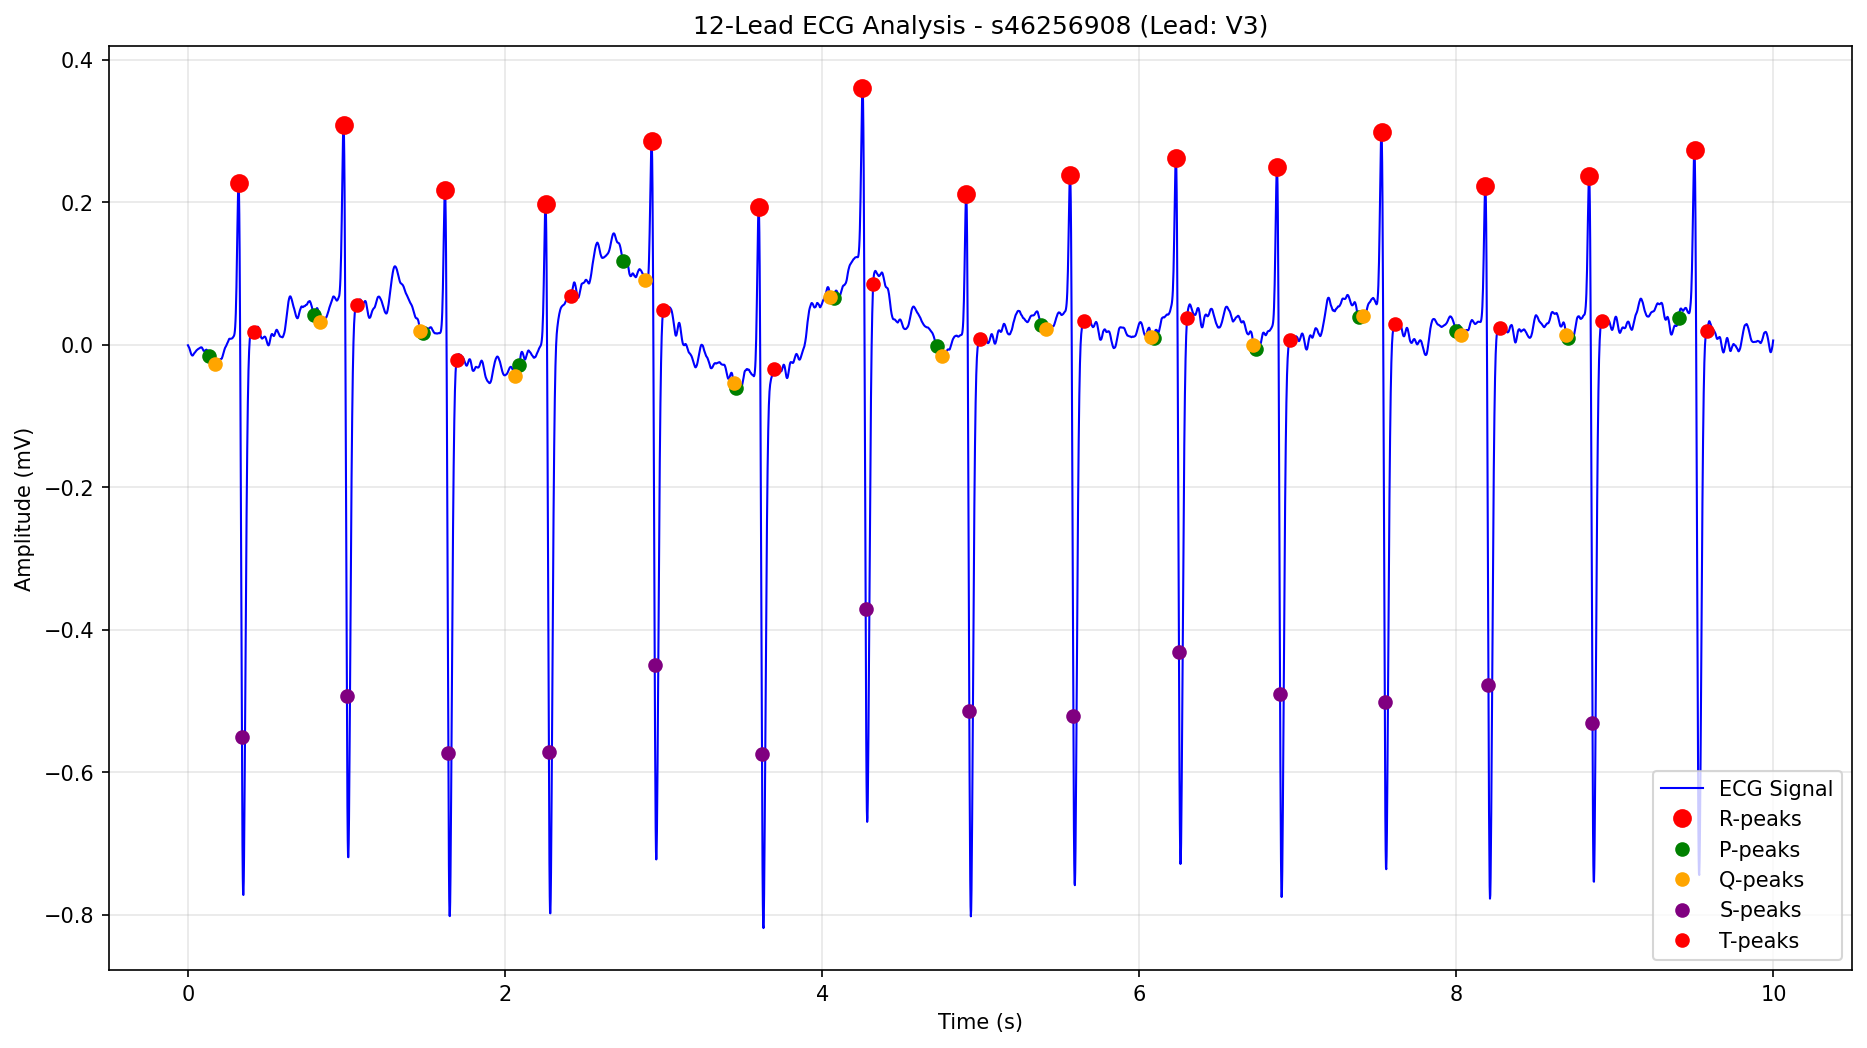 12-Lead ECG Analysis - s46256908 (Lead: V3)
0.4
0.2
0.0
−0.2
−0.4
−0.6
−0.8
Amplitude (mV)
ECG Signal
R-peaks
P-peaks
Q-peaks
S-peaks
T-peaks
0 2 4 6 8 10
Time (s)